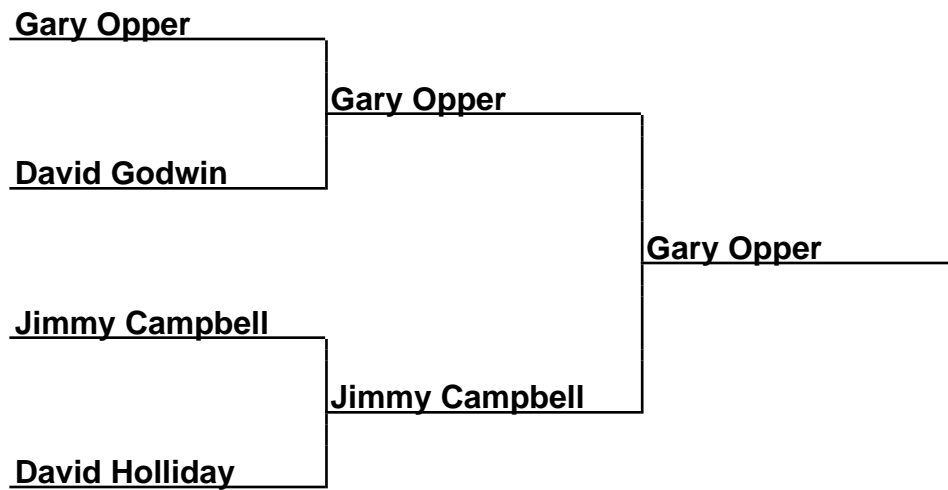 Gary Opper
Gary Opper
David Godwin
Gary Opper
Jimmy Campbell
Jimmy Campbell
David Holliday